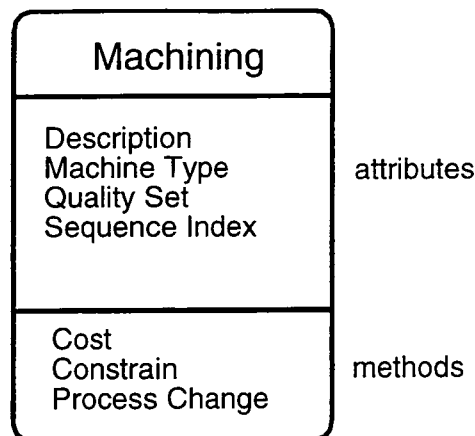 Machining
Description
Machine Type
Quality Set
Sequence Index
attributes
Cost
Constrain
Process Change
methods